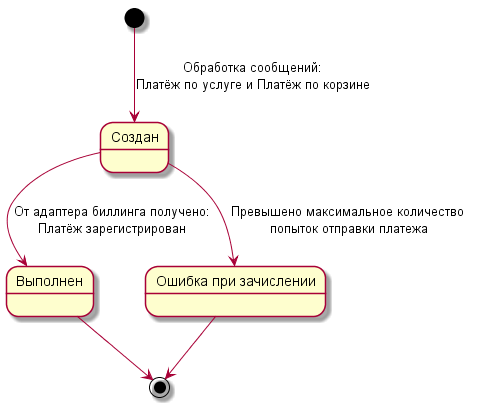 Обработка сообщений:
Платёж по услуге и Платёж по корзине
Создан
От адаптера биллинга получено:
Платёж зарегистрирован
Превышено максимальное количество
попыток отправки платежа
Выполнен
Ошибка при зачислении